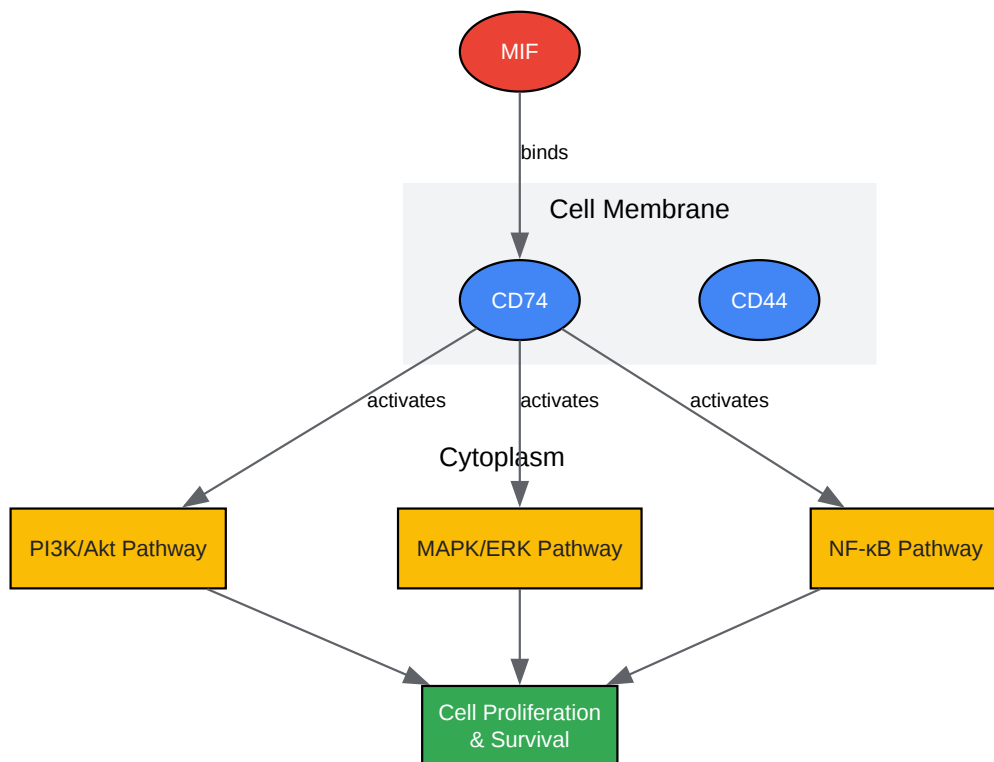 MIF
binds
Cell Membrane
CD74
CD44
activates
activates
activates
Cytoplasm
PI3K/Akt Pathway
MAPK/ERK Pathway
NF-κB Pathway
Cell Proliferation
& Survival